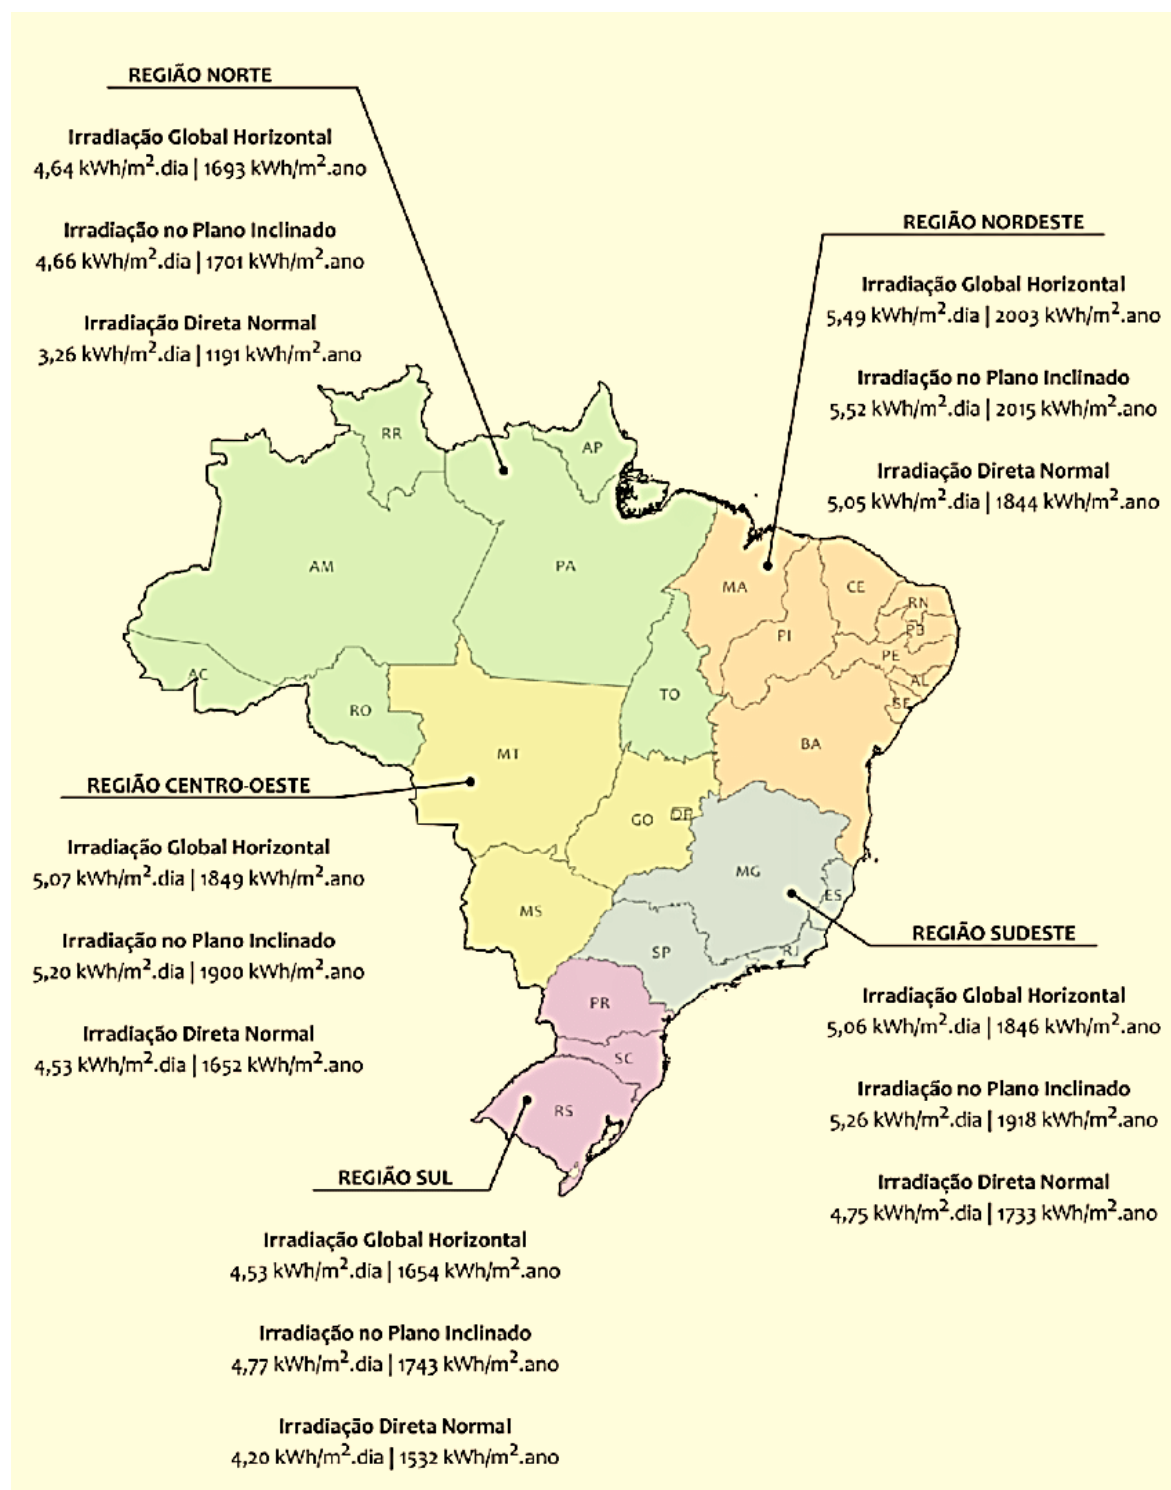 REGIÃO NORTE
Irradiação Global Horizontal
4,64 kWh/m².dia | 1693 kWh/m².ano
Irradiação no Plano Inclinado
4,66 kWh/m².dia | 1701 kWh/m².ano
Irradiação Direta Normal
3,26 kWh/m².dia | 1191 kWh/m².ano
REGIÃO NORDESTE
Irradiação Global Horizontal
5,49 kWh/m².dia | 2003 kWh/m².ano
Irradiação no Plano Inclinado
5,52 kWh/m².dia | 2015 kWh/m².ano
Irradiação Direta Normal
5,05 kWh/m².dia | 1844 kWh/m².ano
RR
AP
AM
PA
MA
CE
RN
PB
PI
PE
AC
AL
TO
SE
RO
BA
MT
GO
DF
MG
ES
MS
SP
RJ
PR
SC
RS
REGIÃO CENTRO-OESTE
Irradiação Global Horizontal
5,07 kWh/m².dia | 1849 kWh/m².ano
Irradiação no Plano Inclinado
5,20 kWh/m².dia | 1900 kWh/m².ano
Irradiação Direta Normal
4,53 kWh/m².dia | 1652 kWh/m².ano
REGIÃO SUDESTE
Irradiação Global Horizontal
5,06 kWh/m².dia | 1846 kWh/m².ano
Irradiação no Plano Inclinado
5,26 kWh/m².dia | 1918 kWh/m².ano
Irradiação Direta Normal
4,75 kWh/m².dia | 1733 kWh/m².ano
REGIÃO SUL
Irradiação Global Horizontal
4,53 kWh/m².dia | 1654 kWh/m².ano
Irradiação no Plano Inclinado
4,77 kWh/m².dia | 1743 kWh/m².ano
Irradiação Direta Normal
4,20 kWh/m².dia | 1532 kWh/m².ano